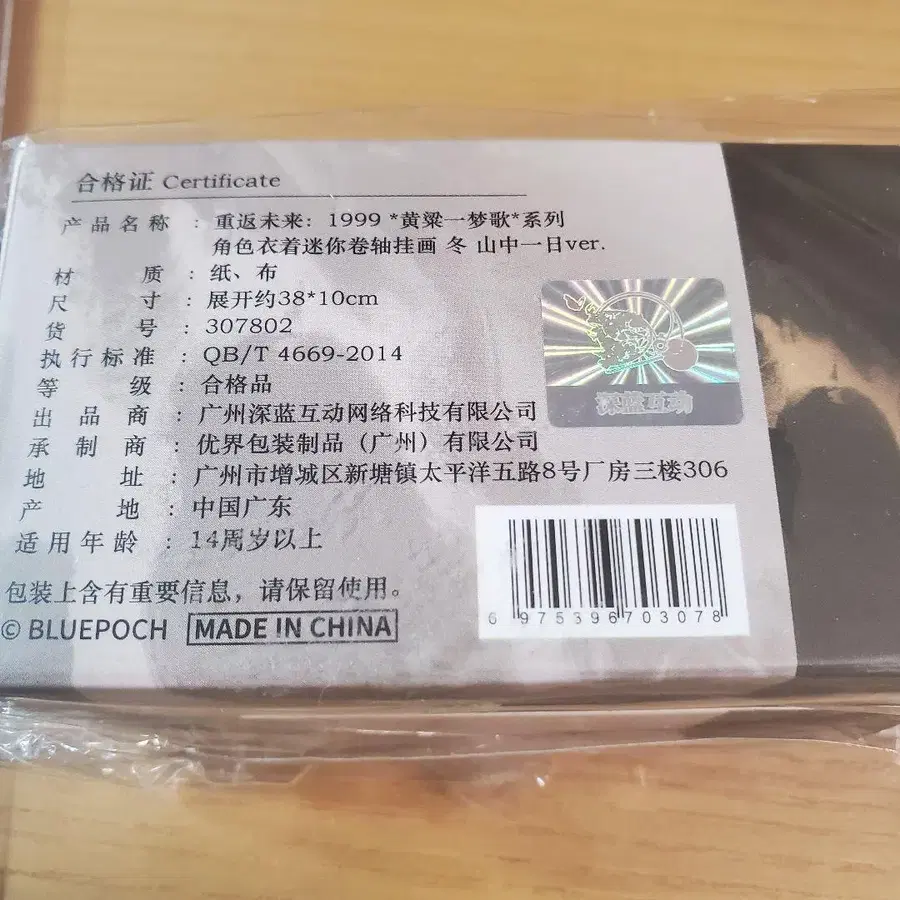 合格证 Certificate
产品名称 : 重返未来: 1999 *黄粱一梦歌*系列
角色衣着迷你卷轴挂画 冬 山中一日ver.
材 质 : 纸、布
尺 寸 : 展开约38*10cm
货 号 : 307802
执行标准 : QB/T 4669-2014
等 级 : 合格品
出 品 商 : 广州深蓝互动网络科技有限公司
承 制 商 : 优界包装制品（广州）有限公司
地 址 : 广州市增城区新塘镇太平洋五路8号厂房三楼306
产 地 : 中国广东
适用年龄 : 14周岁以上
包装上含有重要信息，请保留使用。
© BLUEPOCH MADE IN CHINA
深蓝互动
6 975396 703078